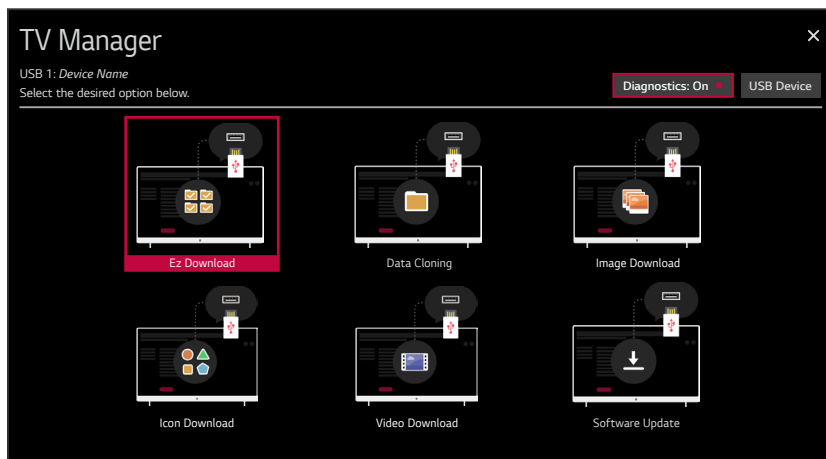 TV Manager
USB 1: Device Name
Select the desired option below.
Diagnostics: On
USB Device
Ez Download
Data Cloning
Image Download
Icon Download
Video Download
Software Update